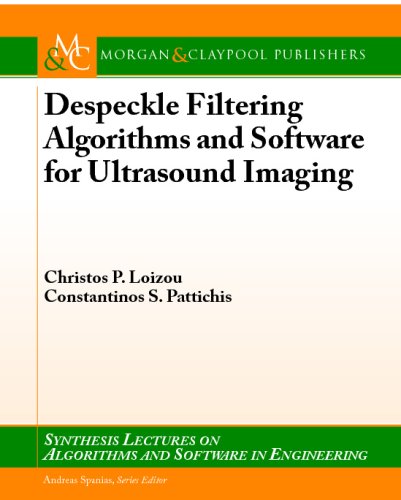 M
&C
MORGAN & CLAYPOOL PUBLISHERS
Despeckle Filtering
Algorithms and Software
for Ultrasound Imaging
Christos P. Loizou
Constantinos S. Pattichis
SYNTHESIS LECTURES ON
ALGORITHMS AND SOFTWARE IN ENGINEERING
Andreas Spanias, Series Editor